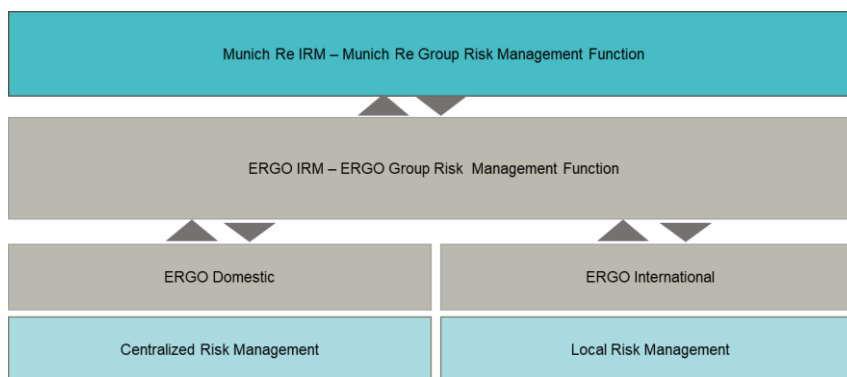 Munich Re IRM – Munich Re Group Risk Management Function
ERGO IRM – ERGO Group Risk Management Function
ERGO Domestic
ERGO International
Centralized Risk Management
Local Risk Management